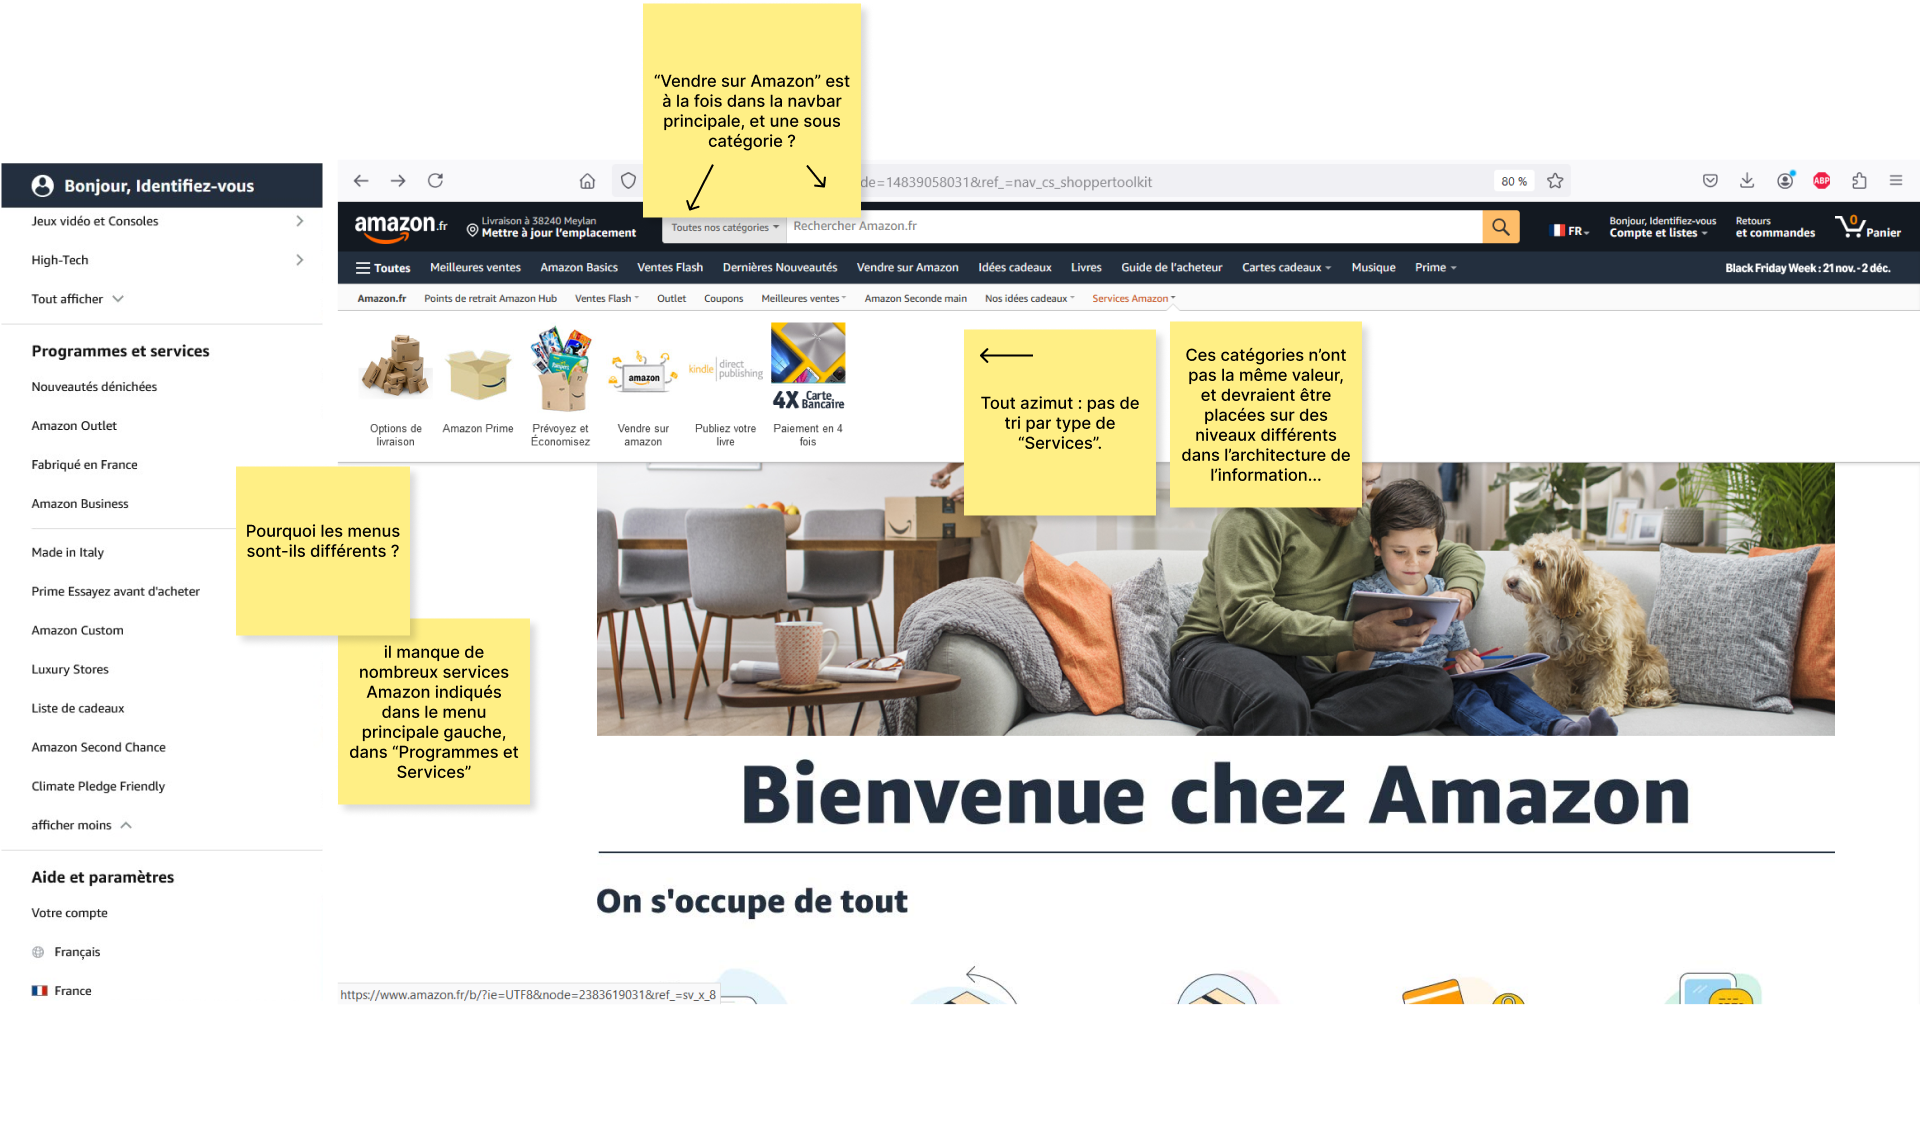 “Vendre sur Amazon” est
à la fois dans la navbar
principale, et une sous
catégorie ?
Bonjour, Identifiez-vous
Jeux vidéo et Consoles
High-Tech
Tout afficher
Programmes et services
Nouveautés dénichées
Amazon Outlet
Fabriqué en France
Amazon Business
Made in Italy
Prime Essayez avant d'acheter
Amazon Custom
Luxury Stores
Liste de cadeaux
Amazon Second Chance
Climate Pledge Friendly
afficher moins
Aide et paramètres
Votre compte
Français
France
Pourquoi les menus
sont-ils différents ?
il manque de
nombreux services
Amazon indiqués
dans le menu
principale gauche,
dans “Programmes et
Services”
de=14839058031&ref_=nav_cs_shoppertoolkit
80 %
ABP
amazon.fr
Livraison à 38240 Meylan
Mettre à jour l'emplacement
Toutes nos catégories
Rechercher Amazon.fr
FR
Bonjour, Identifiez-vous
Compte et listes
Retours
et commandes
0
Panier
Toutes Meilleures ventes Amazon Basics Ventes Flash Dernières Nouveautés Vendre sur Amazon Idées cadeaux Livres Guide de l'acheteur Cartes cadeaux Musique Prime
Black Friday Week : 21 nov. - 2 déc.
Amazon.fr Points de retrait Amazon Hub Ventes Flash Outlet Coupons Meilleures ventes Amazon Seconde main Nos idées cadeaux Services Amazon
Pampers
amazon
kindle direct
publishing
4X Carte
Bancaire
Options de
livraison
Amazon Prime
Prévoyez et
Économisez
Vendre sur
amazon
Publiez votre
livre
Paiement en 4
fois
Tout azimut : pas de
tri par type de
“Services”.
Ces catégories n’ont
pas la même valeur,
et devraient être
placées sur des
niveaux différents
dans l’architecture de
l’information...
Bienvenue chez Amazon
On s'occupe de tout
https://www.amazon.fr/b/?ie=UTF8&node=2383619031&ref_=sv_x_8